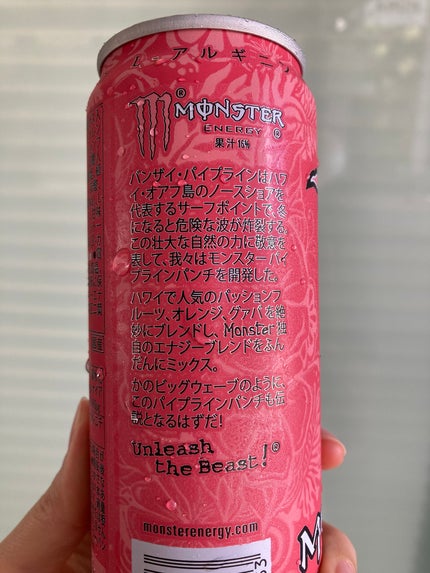 L-アルギニン
MONSTER
ENERGY
果汁16%
バンザイ・パイプラインはハワ
イ・オアフ島のノースショアを
代表するサーフポイントで、冬
になると危険な波が炸裂する。
この壮大な自然の力に敬意を
表して、我々はモンスター パイ
プラインパンチを開発した。
ハワイで人気のパッションフ
ルーツ、オレンジ、グァバを絶
妙にブレンドし、Monster 独
自のエナジーブレンドをふん
だんにミックス。
かのビッグウェーブのように、
このパイプラインパンチも伝
説となるはずだ!
Unleash
the Beast!®
monsterenergy.com